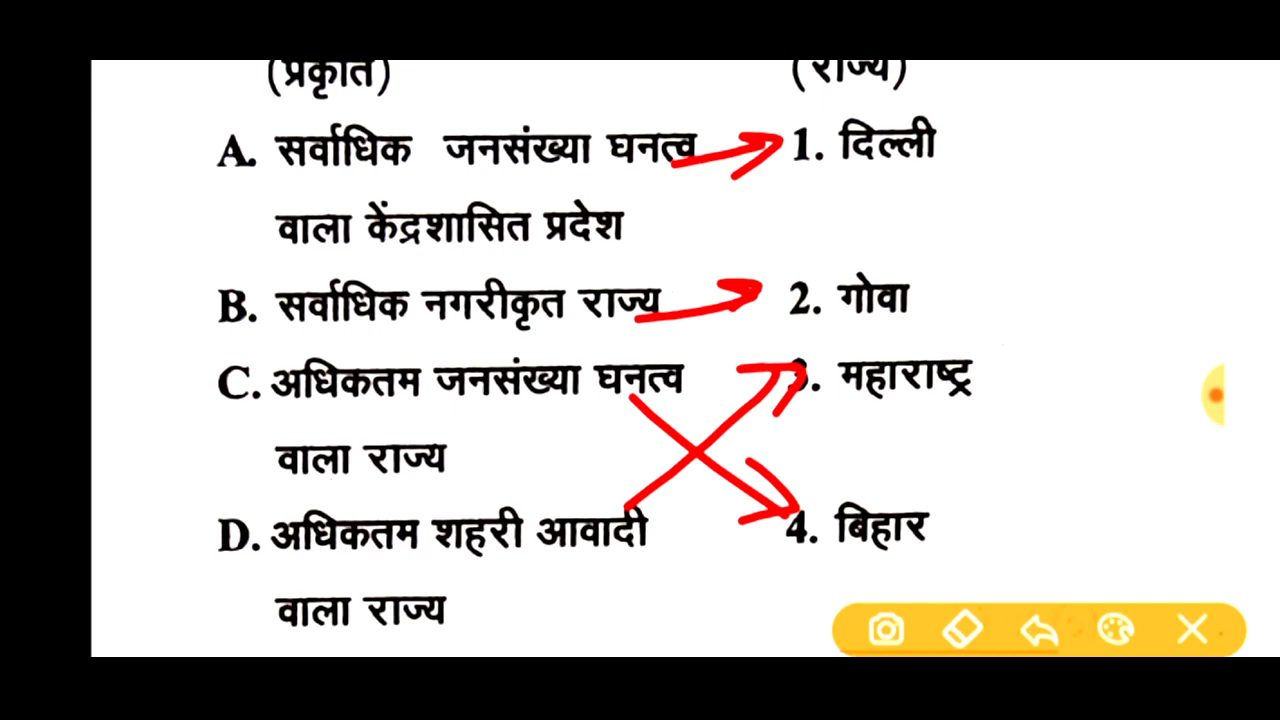 (प्रकृति) (राज्य)
A. सर्वाधिक जनसंख्या घनत्व 1. दिल्ली
वाला केंद्रशासित प्रदेश
B. सर्वाधिक नगरीकृत राज्य 2. गोवा
C. अधिकतम जनसंख्या घनत्व 3. महाराष्ट्र
वाला राज्य
D. अधिकतम शहरी आवादी 4. बिहार
वाला राज्य